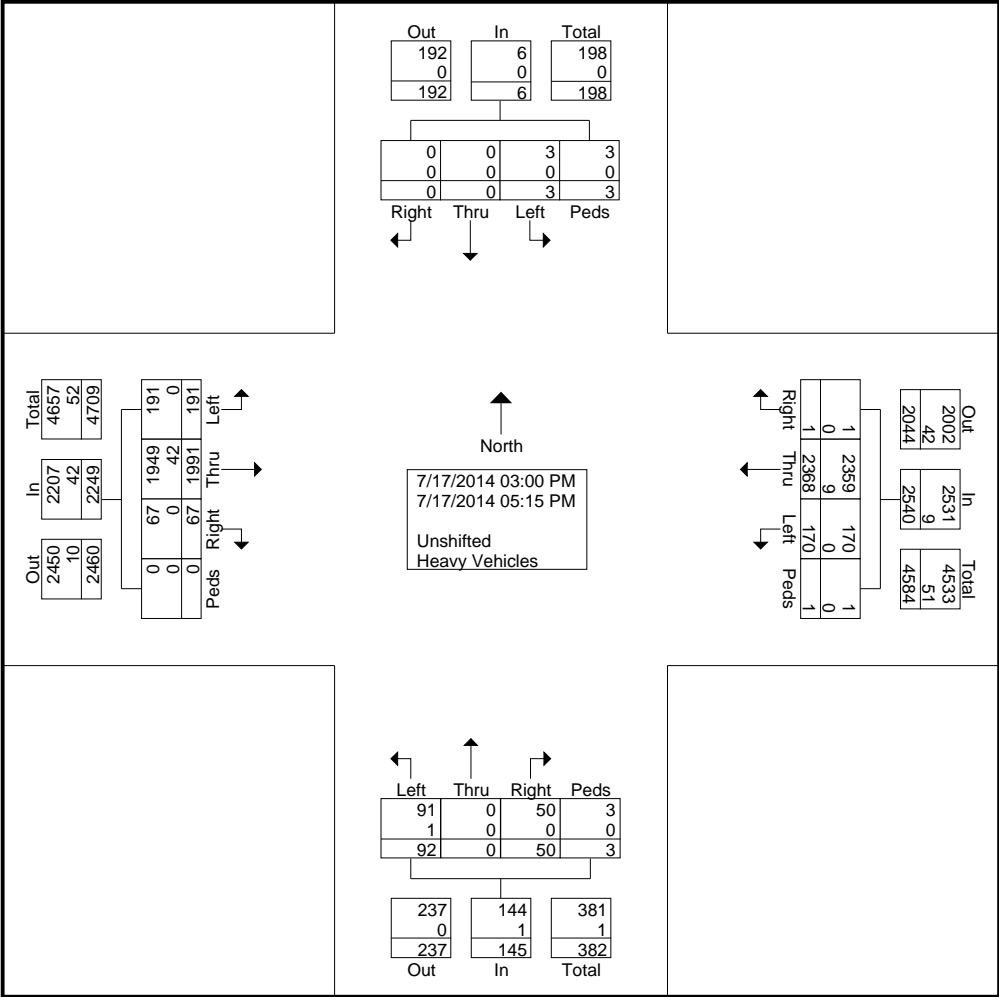 Out In Total
192 6 198
0 0 0
192 6 198
0 0 3 3
0 0 0 0
0 0 3 3
Right Thru Left Peds
Total
4657
52
4709
In
2207
42
2249
Out
2450
10
2460
191 0 191 Left
1949 42 1991 Thru
67 0 67 Right
0 0 0 Peds
North
7/17/2014 03:00 PM
7/17/2014 05:15 PM
Unshifted
Heavy Vehicles
Right 1 0 1
Thru 2368 9 2359
Left 170 0 170
Peds 1 0 1
Out
2002
42
2044
In
2531
9
2540
Total
4533
51
4584
Left Thru Right Peds
91 0 50 3
1 0 0 0
92 0 50 3
237 144 381
0 1 1
237 145 382
Out In Total